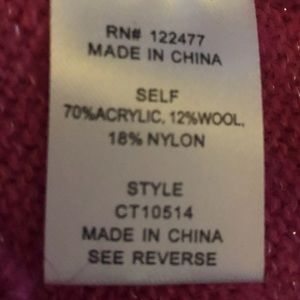 RN# 122477
MADE IN CHINA
SELF
70%ACRYLIC, 12%WOOL,
18% NYLON
STYLE
CT10514
MADE IN CHINA
SEE REVERSE